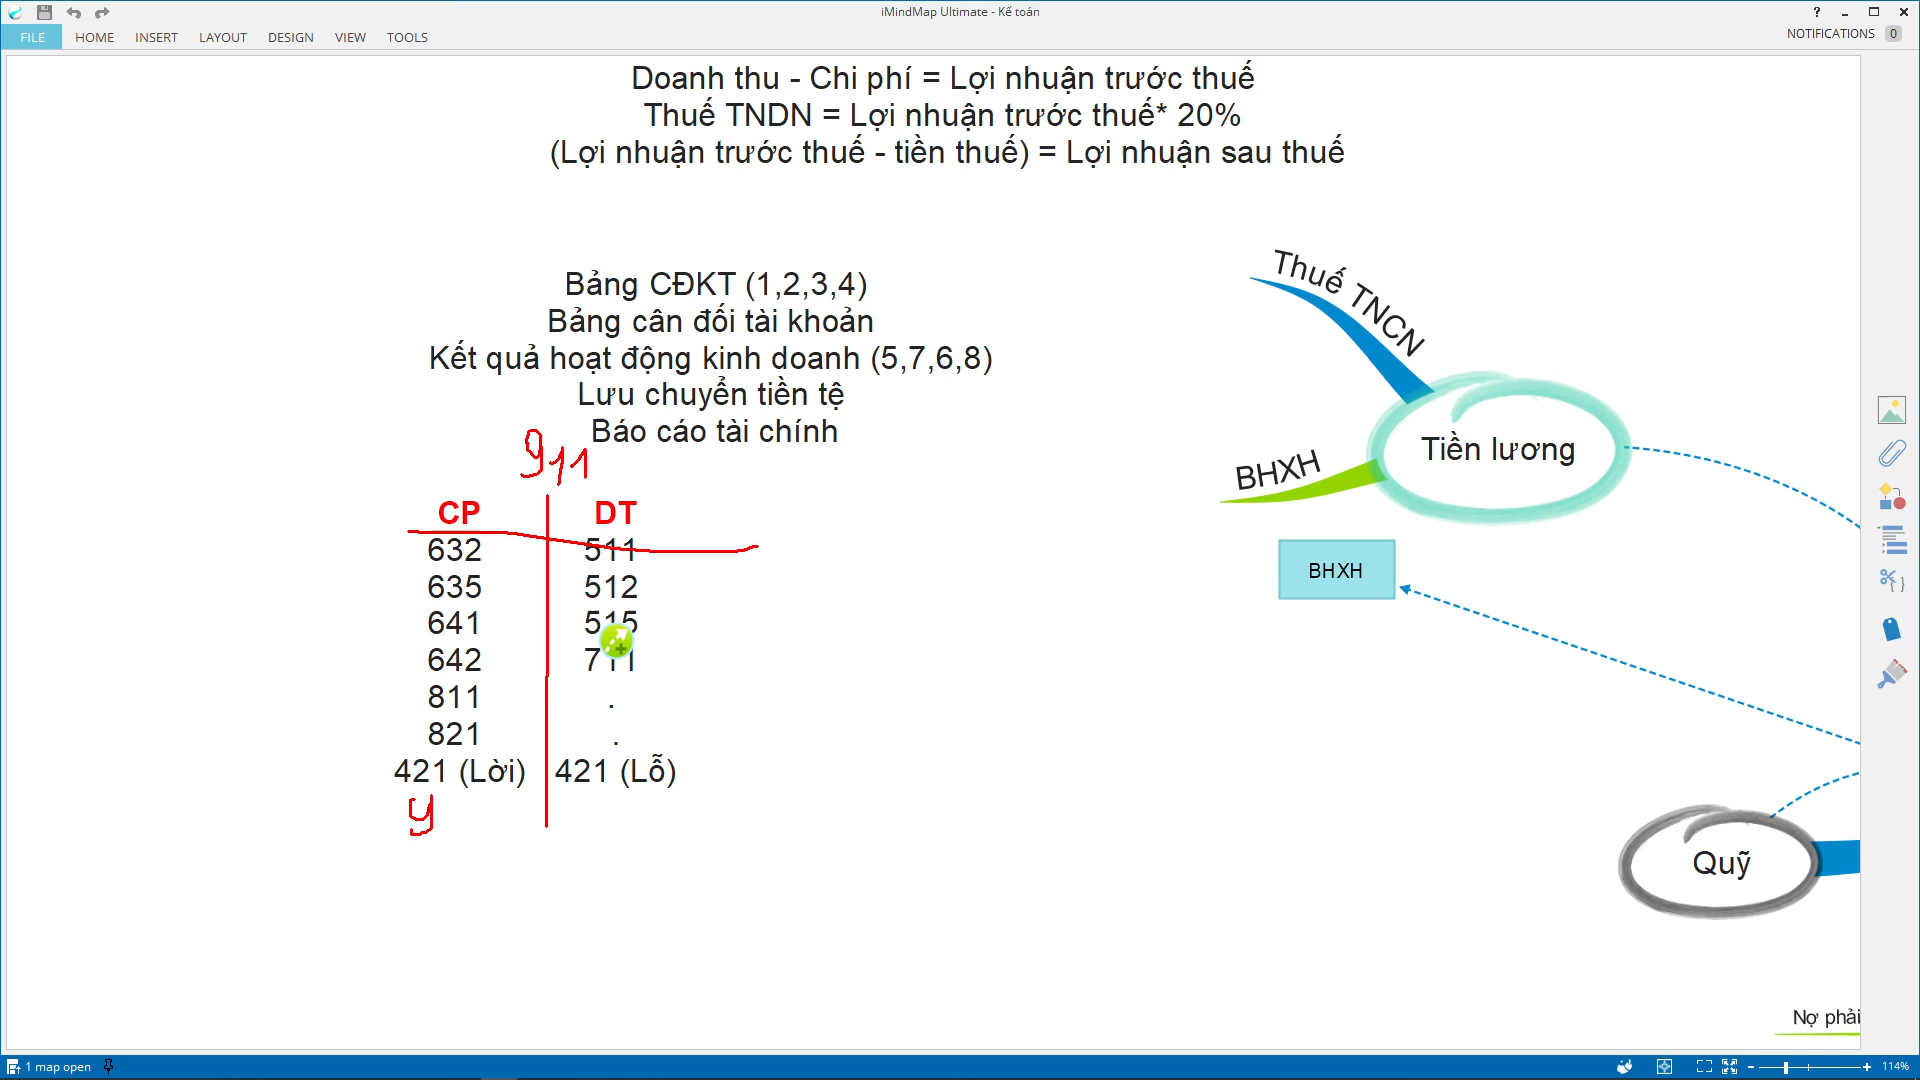 iMindMap Ultimate - Kế toán
?
FILE HOME INSERT LAYOUT DESIGN VIEW TOOLS
NOTIFICATIONS 0
Doanh thu - Chi phí = Lợi nhuận trước thuế
Thuế TNDN = Lợi nhuận trước thuế* 20%
(Lợi nhuận trước thuế - tiền thuế) = Lợi nhuận sau thuế
Bảng CĐKT (1,2,3,4)
Bảng cân đối tài khoản
Kết quả hoạt động kinh doanh (5,7,6,8)
Lưu chuyển tiền tệ
Báo cáo tài chính
911
CP DT
632 511
635 512
641 515
642 711
811 .
821 .
421 (Lời) 421 (Lỗ)
y
Thuế TNCN
BHXH
Tiền lương
BHXH
Quỹ
Nợ phải
1 map open
114%